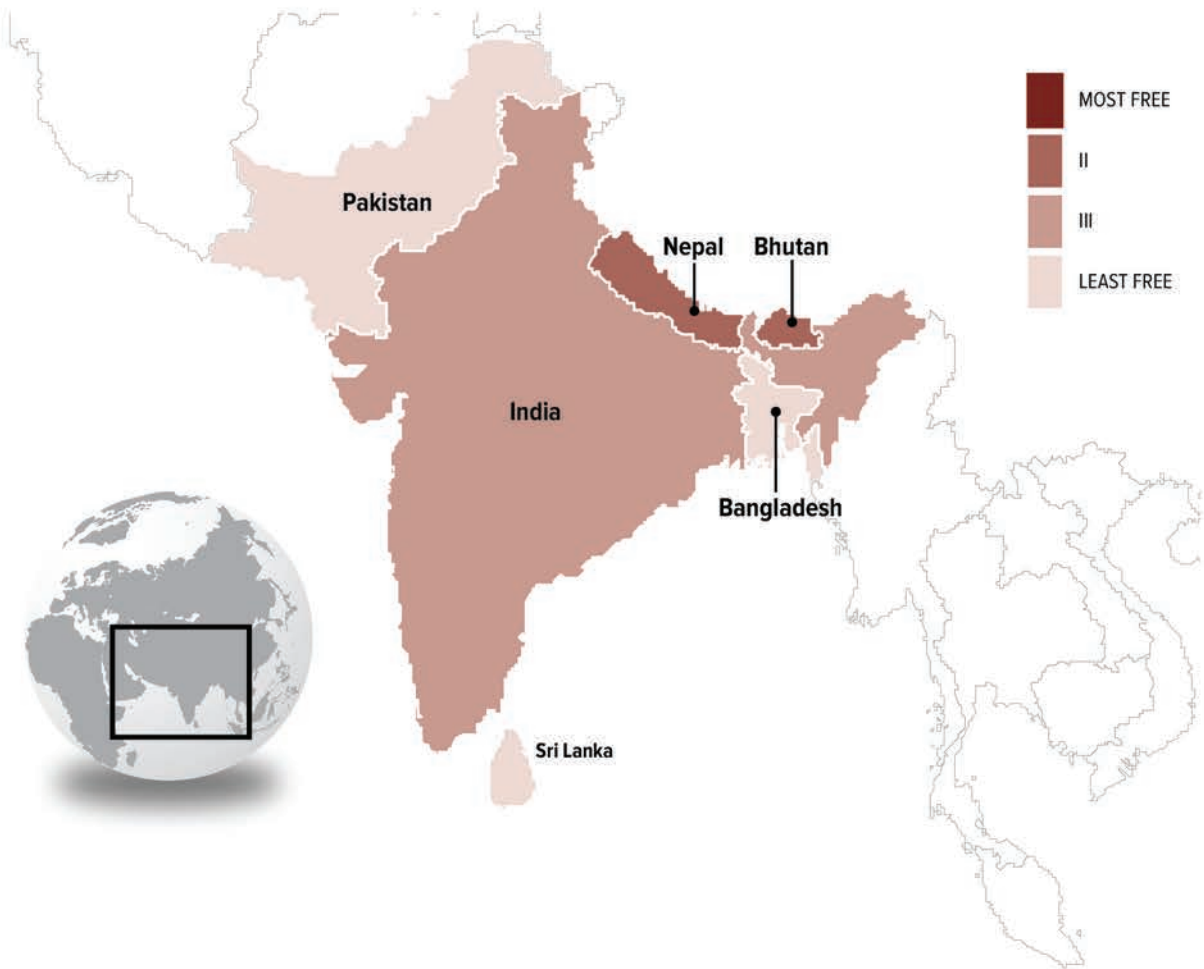 MOST FREE
II
III
LEAST FREE
Pakistan
Nepal
Bhutan
India
Bangladesh
Sri Lanka